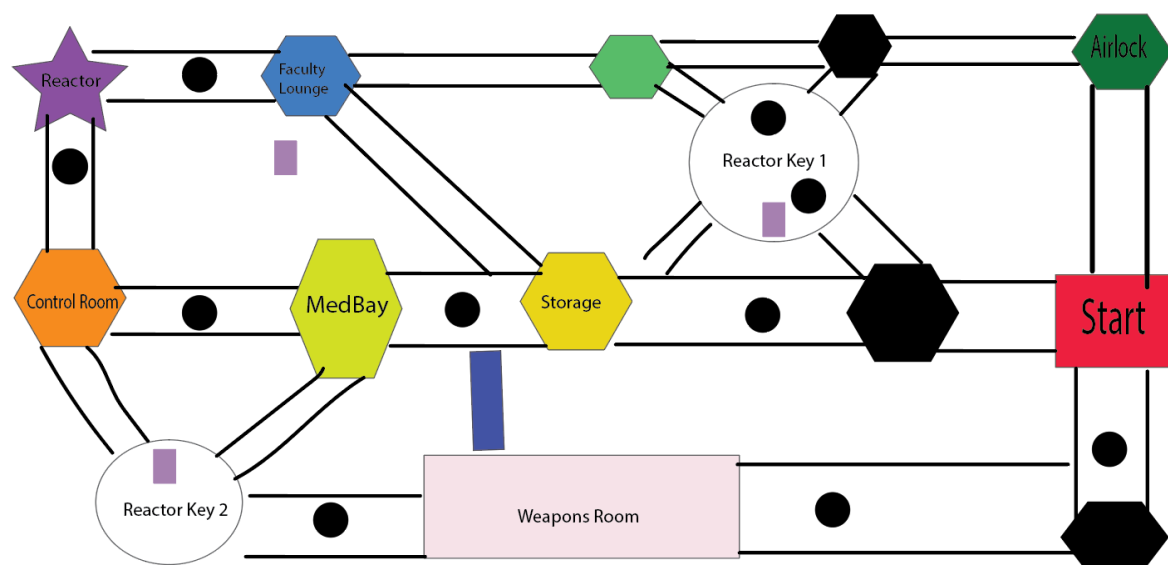 Airlock
Faculty
Lounge
Reactor
Reactor Key 1
Control Room
MedBay
Storage
Start
Reactor Key 2
Weapons Room